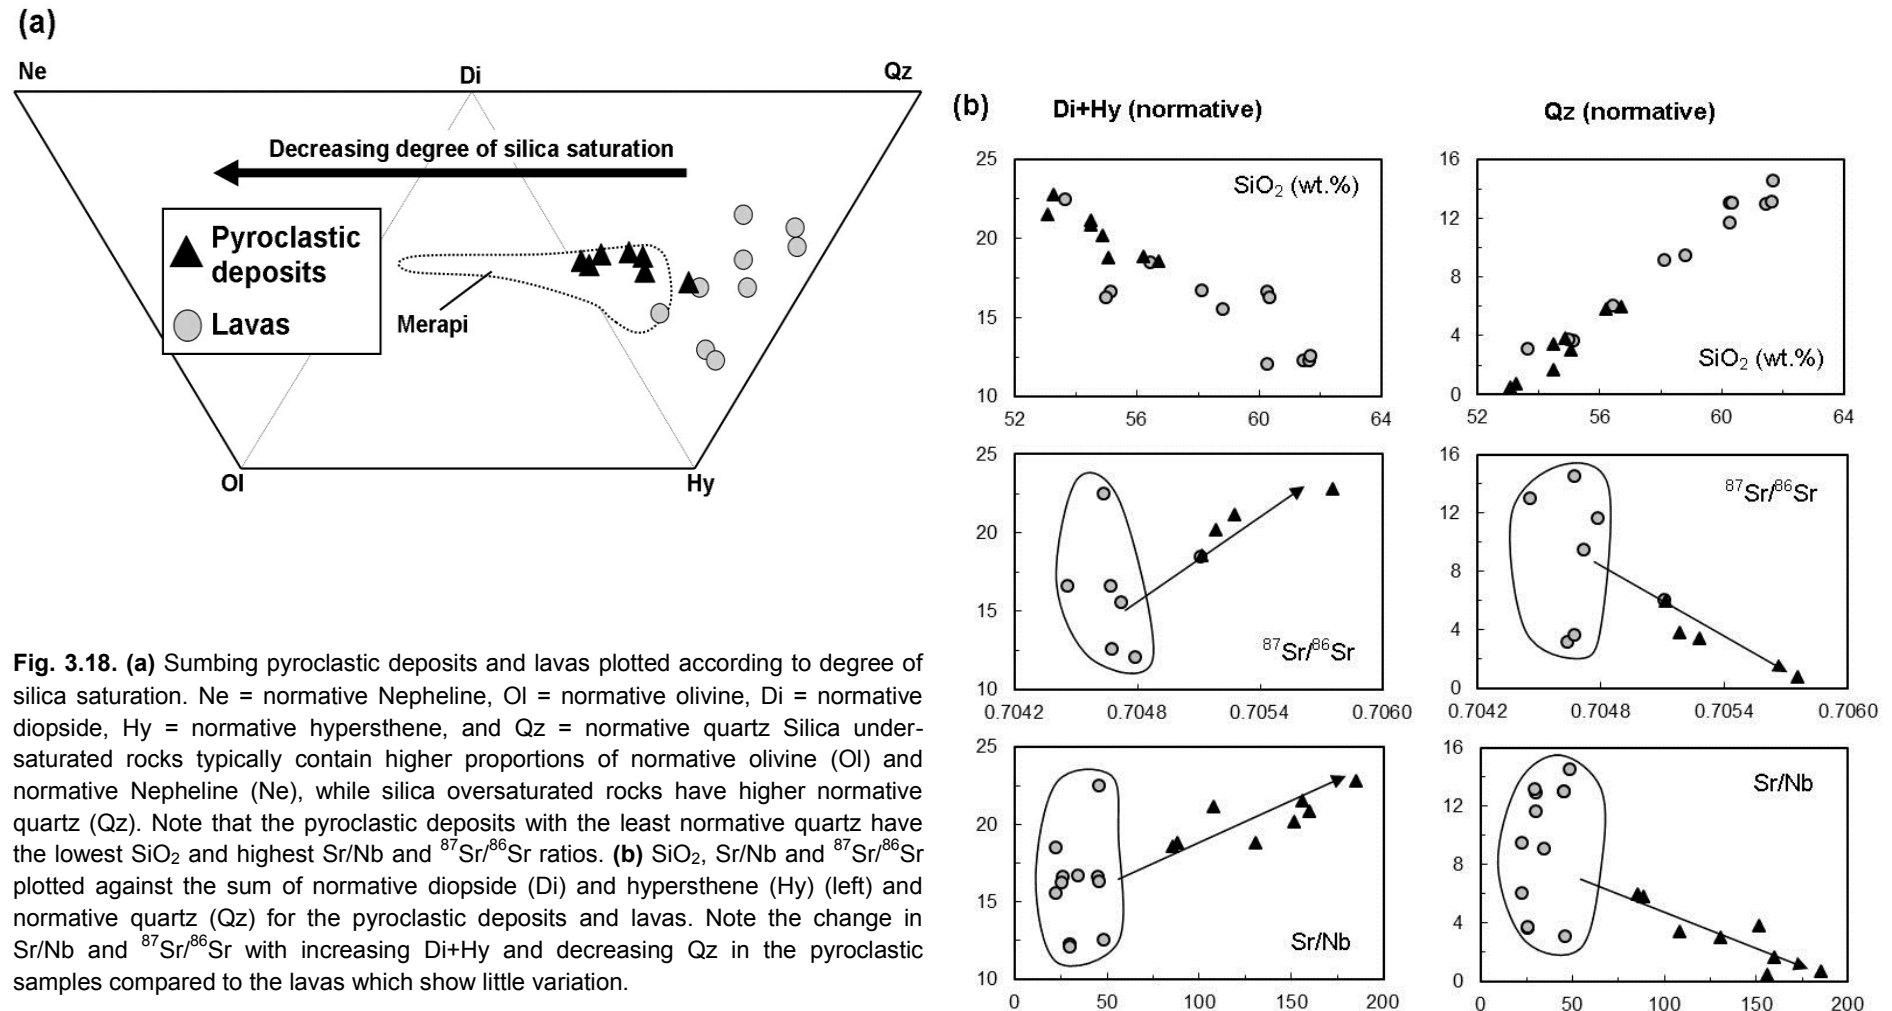 (a)
Ne
Di
Qz
Decreasing degree of silica saturation
Pyroclastic
deposits
Lavas
Merapi
Ol
Hy
Fig. 3.18. (a) Sumbing pyroclastic deposits and lavas plotted according to degree of
silica saturation. Ne = normative Nepheline, Ol = normative olivine, Di = normative
diopside, Hy = normative hypersthene, and Qz = normative quartz Silica under-
saturated rocks typically contain higher proportions of normative olivine (Ol) and
normative Nepheline (Ne), while silica oversaturated rocks have higher normative
quartz (Qz). Note that the pyroclastic deposits with the least normative quartz have
the lowest SiO₂ and highest Sr/Nb and ⁸⁷Sr/⁸⁶Sr ratios. (b) SiO₂, Sr/Nb and ⁸⁷Sr/⁸⁶Sr
plotted against the sum of normative diopside (Di) and hypersthene (Hy) (left) and
normative quartz (Qz) for the pyroclastic deposits and lavas. Note the change in
Sr/Nb and ⁸⁷Sr/⁸⁶Sr with increasing Di+Hy and decreasing Qz in the pyroclastic
samples compared to the lavas which show little variation.
(b)
Di+Hy (normative)
Qz (normative)
25
20
15
10
SiO₂ (wt.%)
52 56 60 64
16
12
8
4
0
SiO₂ (wt.%)
52 56 60 64
25
20
15
10
⁸⁷Sr/⁸⁶Sr
0.7042 0.7048 0.7054 0.7060
16
12
8
4
0
⁸⁷Sr/⁸⁶Sr
0.7042 0.7048 0.7054 0.7060
25
20
15
10
Sr/Nb
0 50 100 150 200
16
12
8
4
0
Sr/Nb
0 50 100 150 200